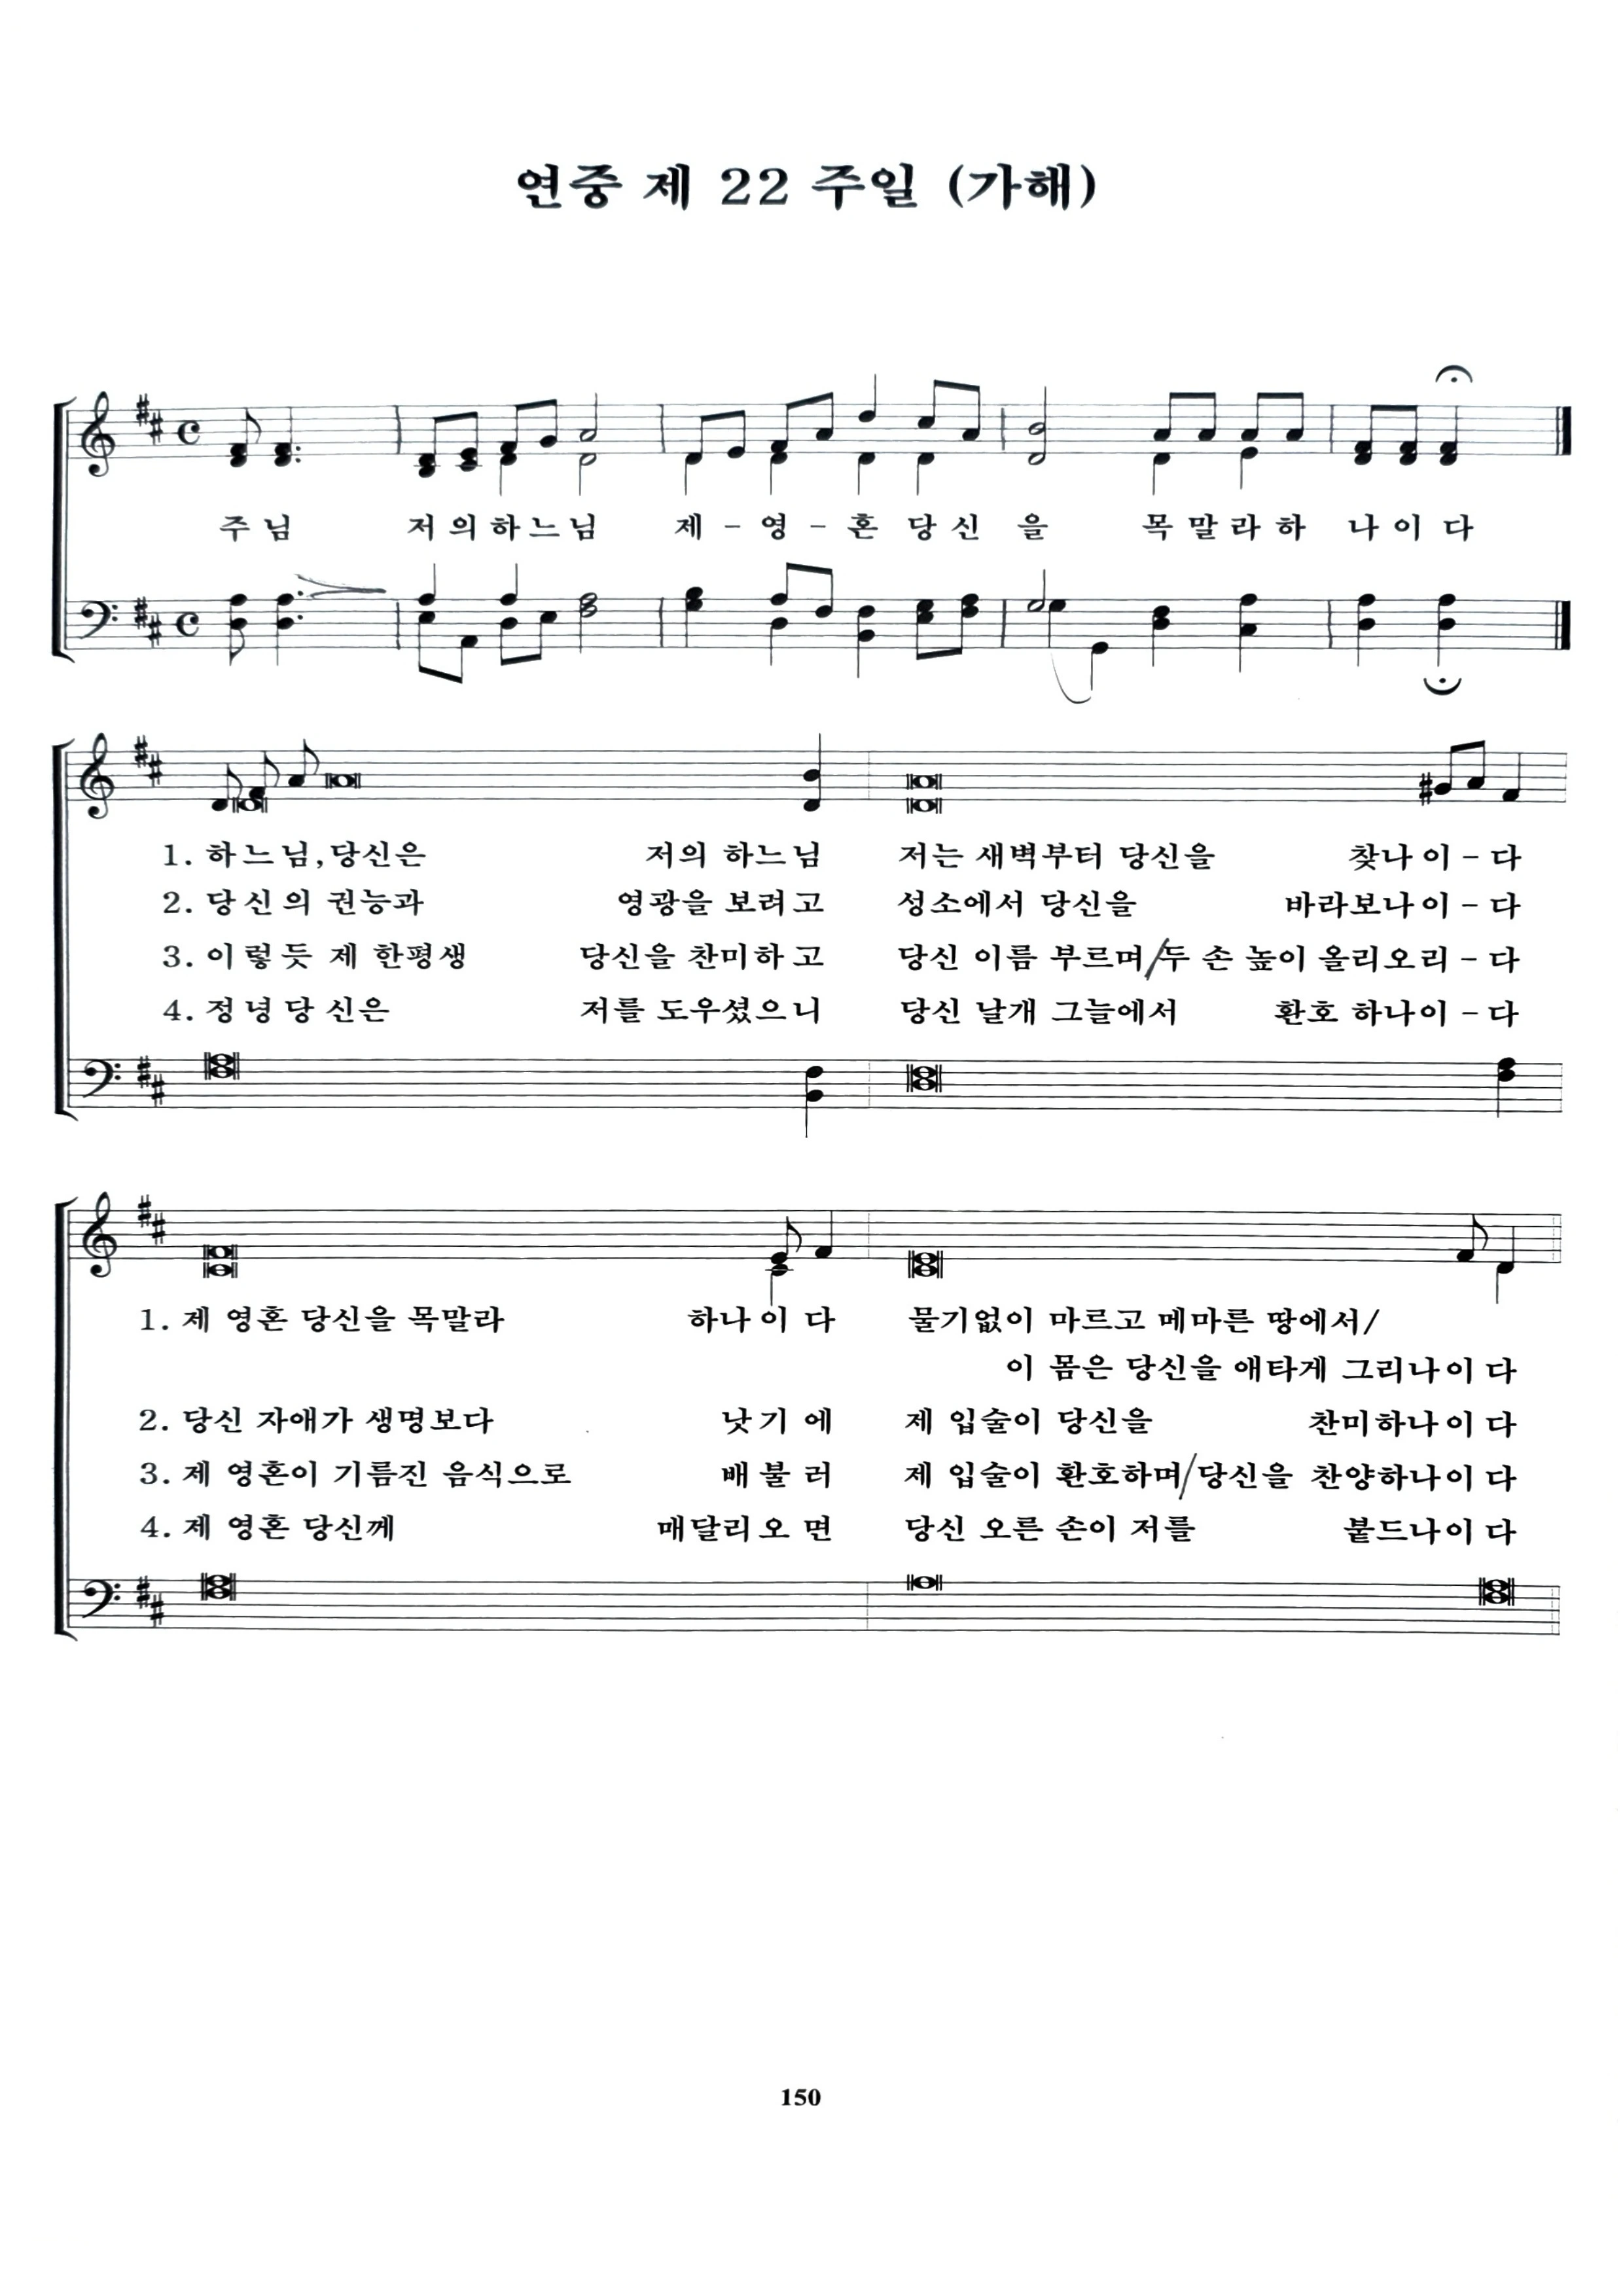 연중 제 22 주일 (가해)
주 님 저 의 하 느 님 제 - 영 - 혼 당 신 을 목 말 라 하 나 이 다
1. 하 느 님, 당신은 저의 하느님 저는 새벽부터 당신을 찾나이 - 다
2. 당 신 의 권능과 영광을 보려고 성소에서 당신을 바라보나이 - 다
3. 이 렇 듯 제 한평생 당신을 찬미하고 당신 이름 부르며/두 손 높이 올리오리 - 다
4. 정 녕 당 신은 저를 도우셨으니 당신 날개 그늘에서 환호 하나이 - 다
1. 제 영혼 당신을 목말라 하나이 다 물기없이 마르고 메마른 땅에서/
이 몸은 당신을 애타게 그리나이 다
2. 당신 자애가 생명보다 낫기 에 제 입술이 당신을 찬미하나이 다
3. 제 영혼이 기름진 음식으로 배불 러 제 입술이 환호하며/당신을 찬양하나이 다
4. 제 영혼 당신께 매달리오 면 당신 오른 손이 저를 붙드나이 다
150